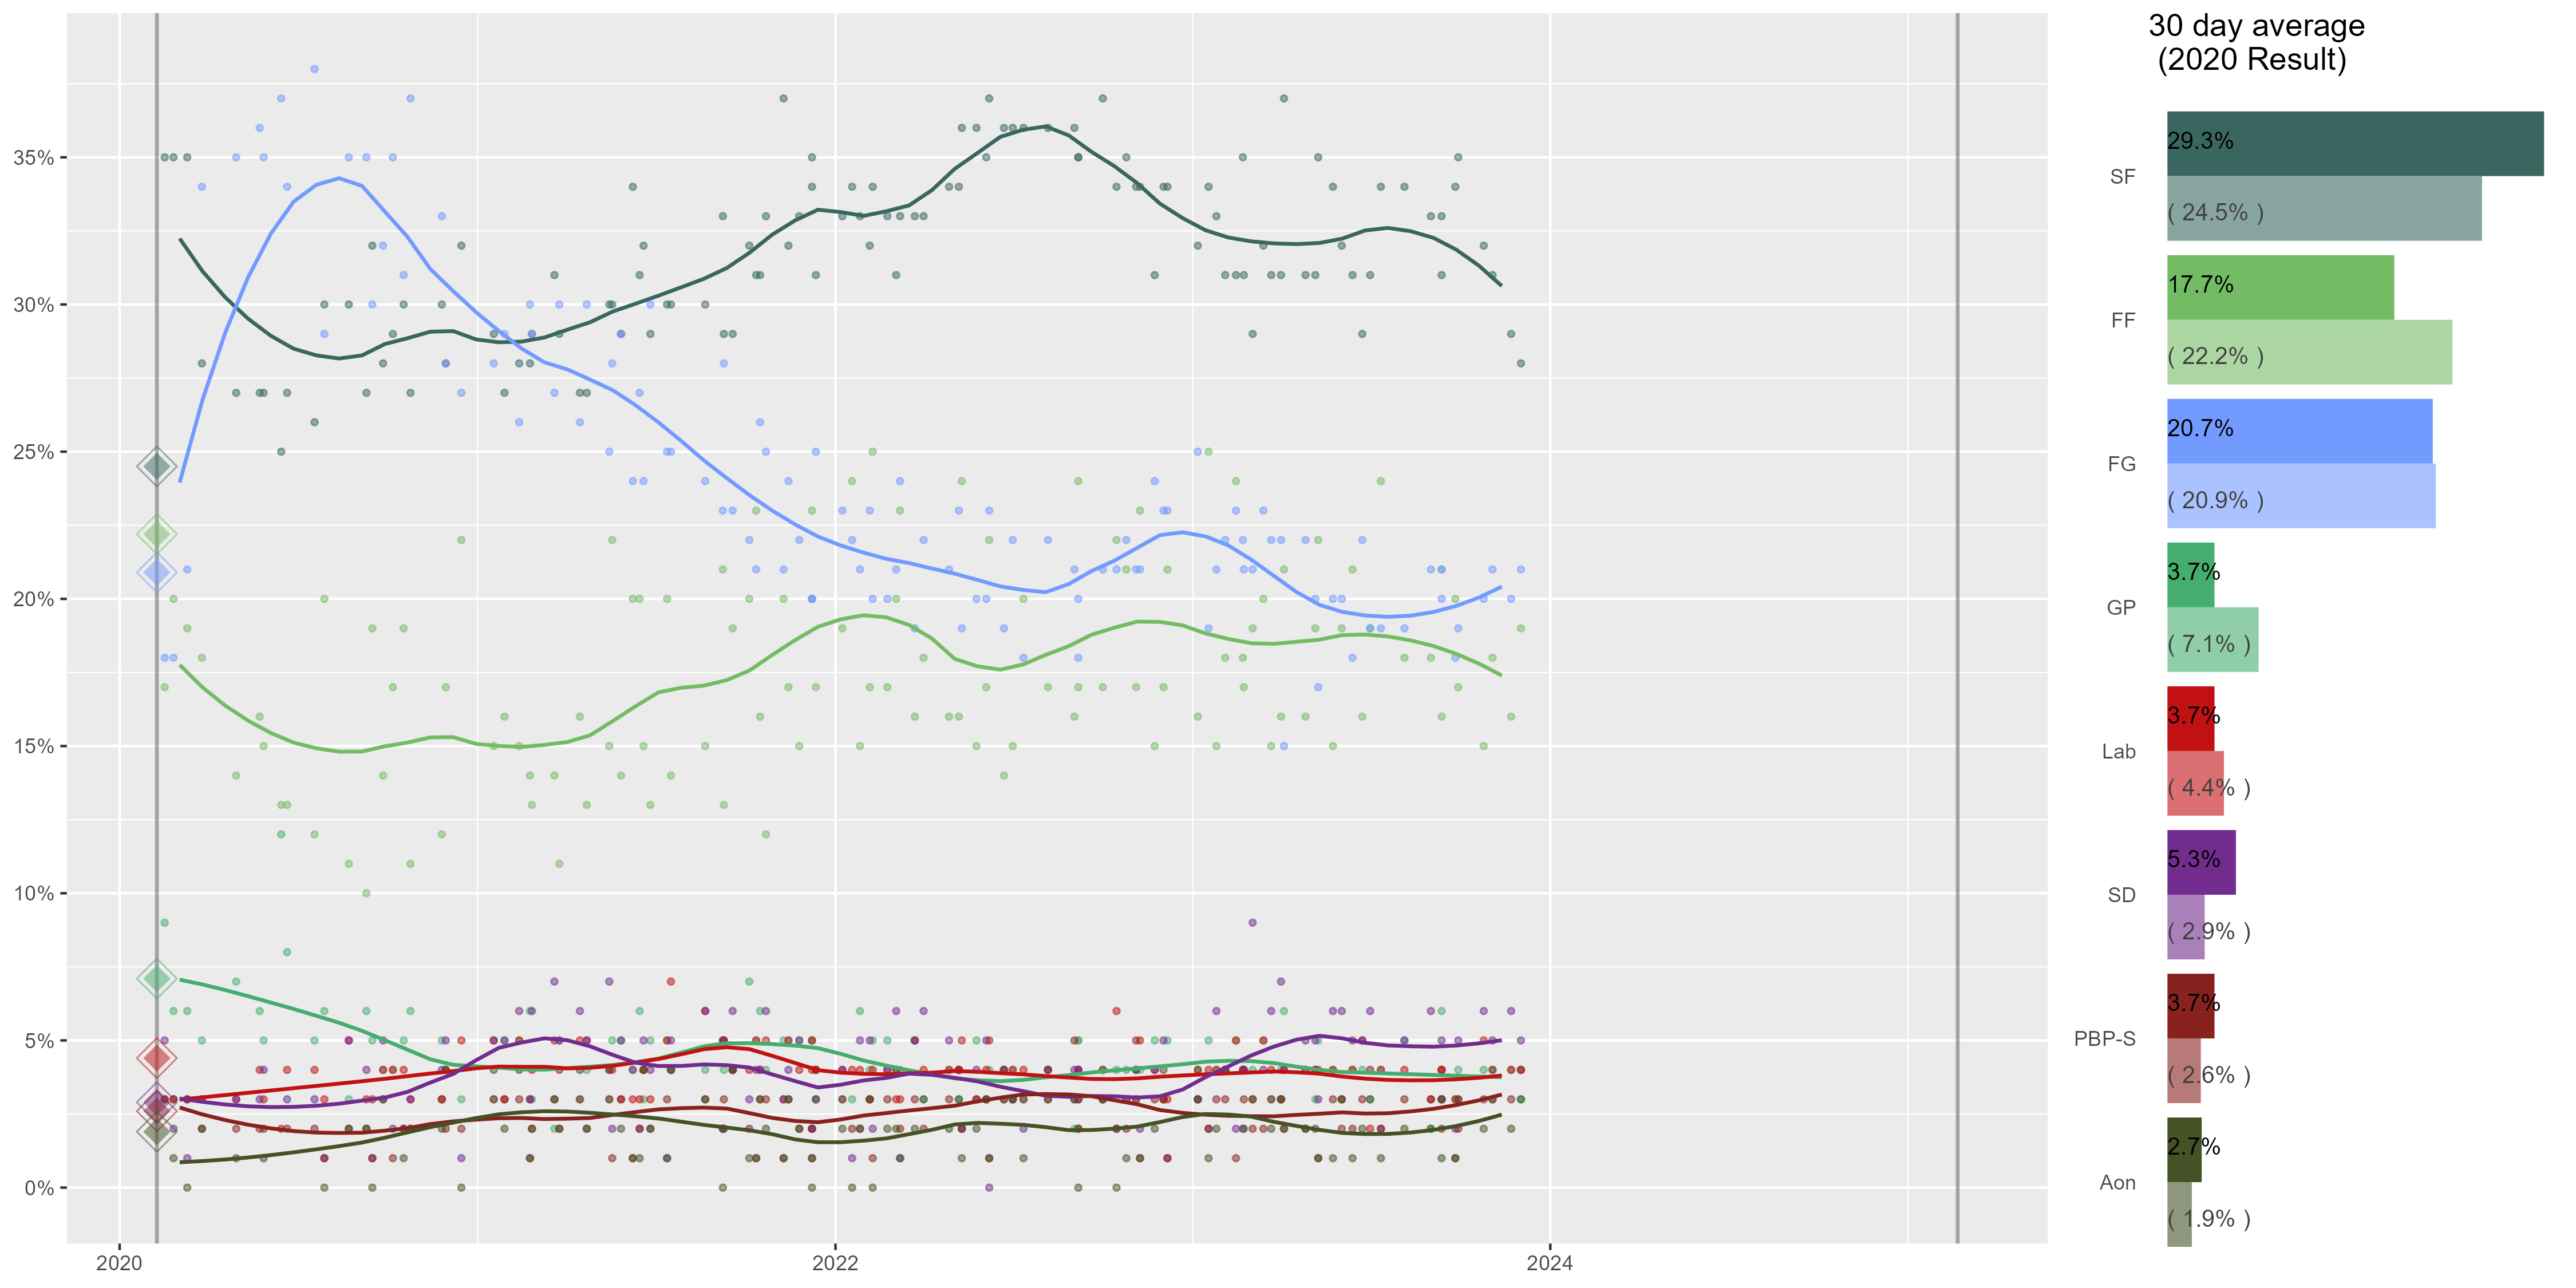 30 day average
(2020 Result)
35%
30%
25%
20%
15%
10%
5%
0%
2020
2022
2024
SF
29.3%
( 24.5% )
FF
17.7%
( 22.2% )
FG
20.7%
( 20.9% )
GP
3.7%
( 7.1% )
Lab
3.7%
( 4.4% )
SD
5.3%
( 2.9% )
PBP-S
3.7%
( 2.6% )
Aon
2.7%
( 1.9% )